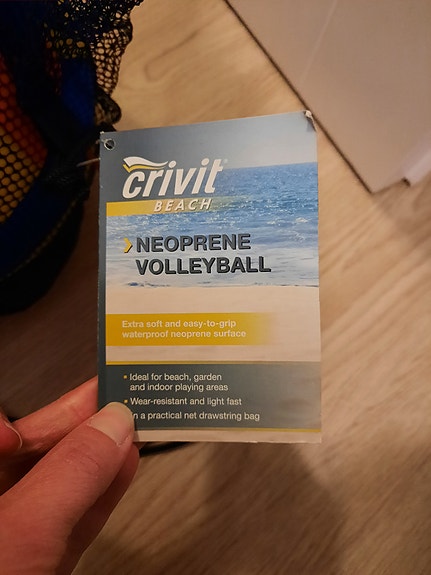 crivit®
BEACH
NEOPRENE
VOLLEYBALL
Extra soft and easy-to-grip
waterproof neoprene surface
• Ideal for beach, garden
and indoor playing areas
• Wear-resistant and light fast
in a practical net drawstring bag